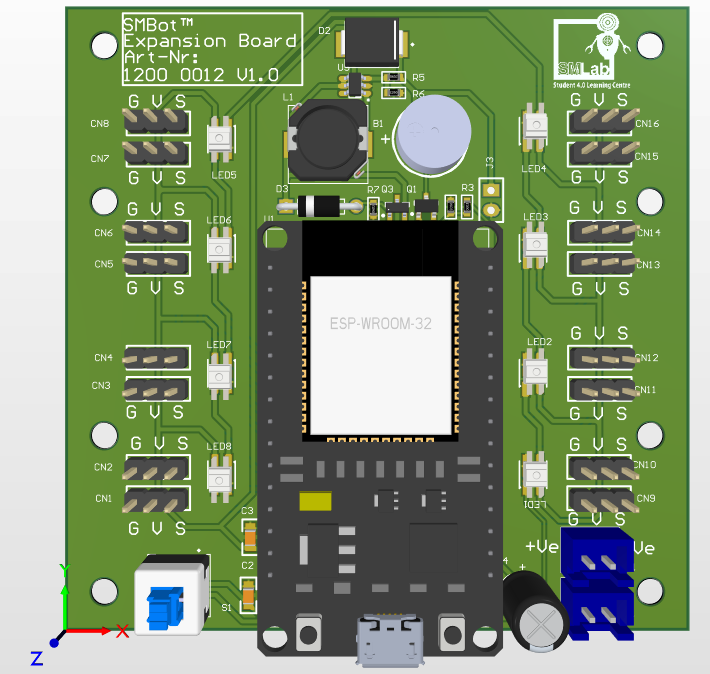 SMBot™
Expansion Board
Art-Nr:
1200 0012 V1.0
D2
SMLab
Student 4.0 Learning Centre
R5
R6
L1
B1
+
G V S
CN8
CN7
G V S
LED5
G V S
CN16
CN15
G V S
LED4
J3
D3
R7
Q3
Q1
R3
U1
G V S
CN6
CN5
G V S
LED6
LED3
G V S
CN14
CN13
G V S
ESP-WROOM-32
CN4
CN3
G V S
LED7
LED2
G V S
CN12
CN11
G V S
G V S
CN2
CN1
G V S
LED8
LED1
G V S
CN10
CN9
G V S
C3
C2
S1
+Ve
Ve
+
Y
X
Z